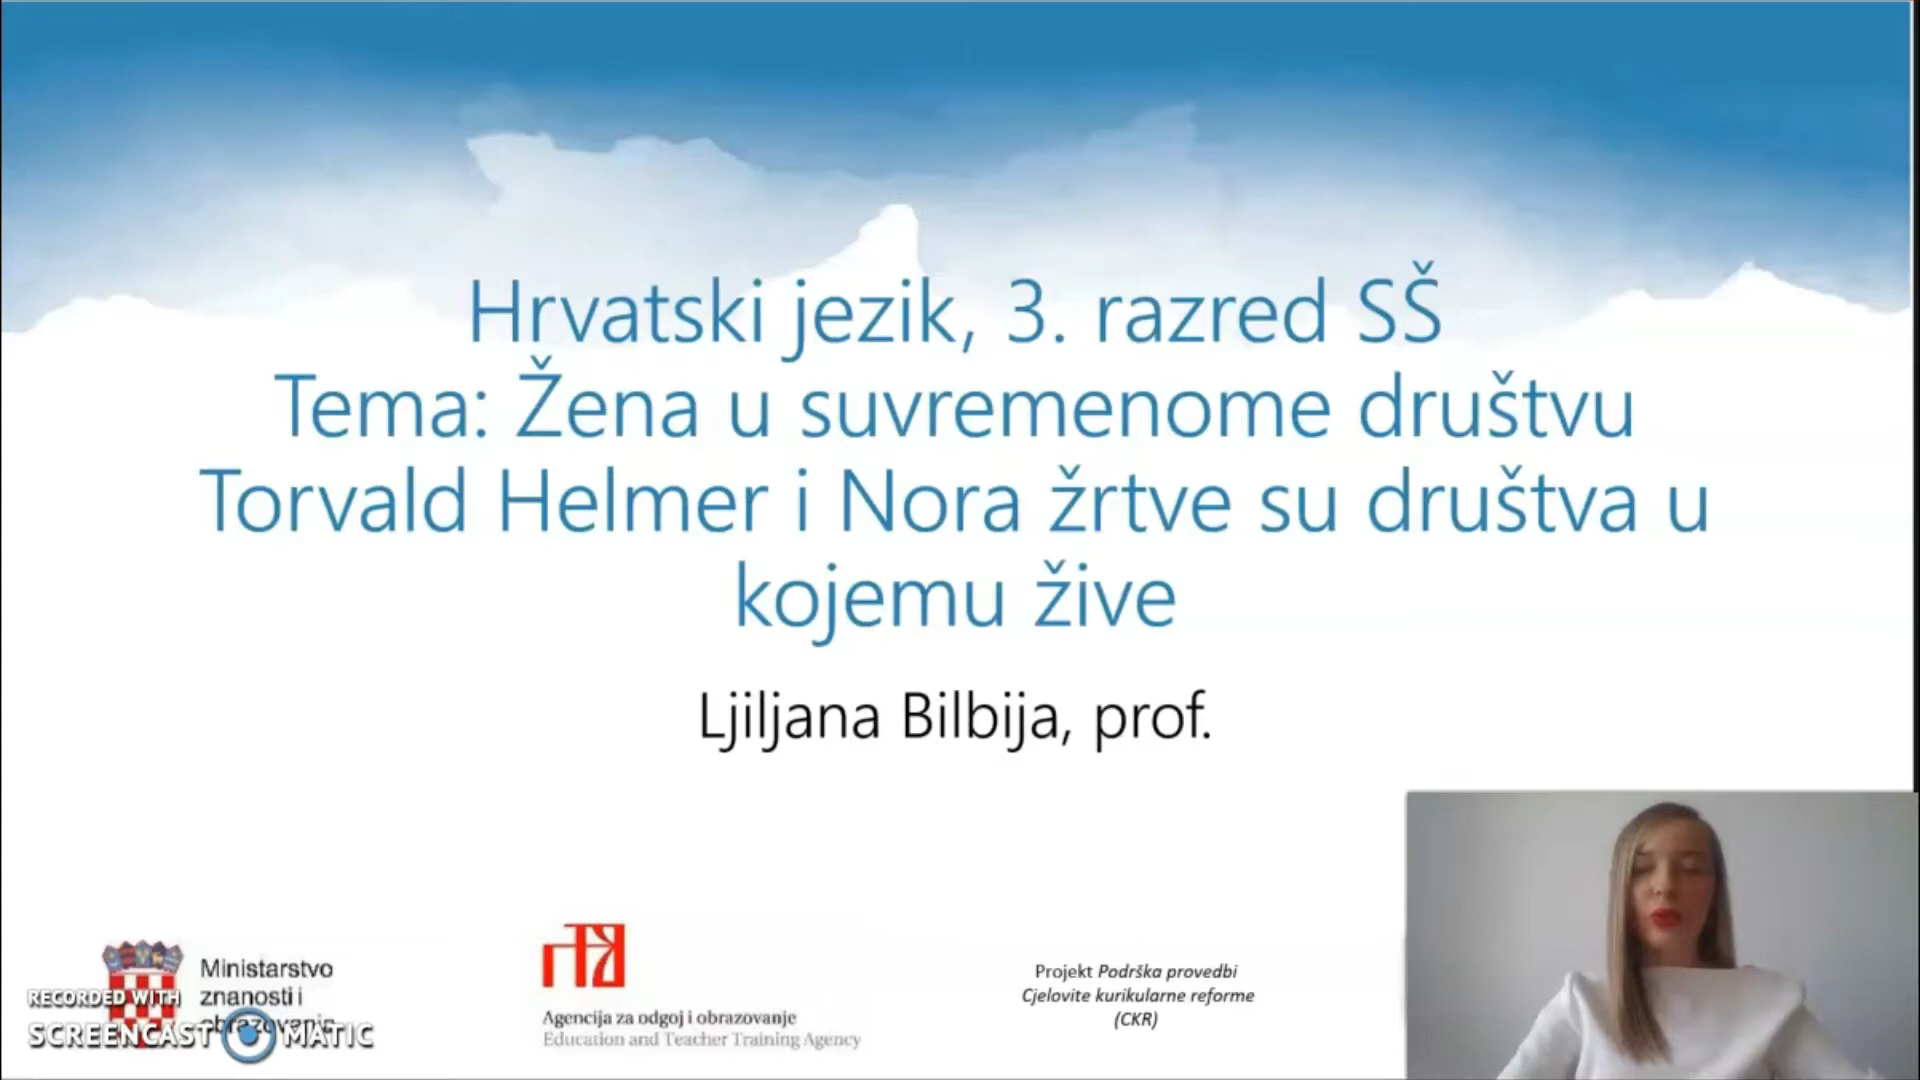 Hrvatski jezik, 3. razred SŠ
Tema: Žena u suvremenome društvu
Torvald Helmer i Nora žrtve su društva u
kojemu žive
Ljiljana Bilbija, prof.
Ministarstvo
znanosti i
obrazovanja
RECORDED WITH
SCREENCAST MATIC
Agencija za odgoj i obrazovanje
Education and Teacher Training Agency
Projekt Podrška provedbi
Cjelovite kurikularne reforme
(CKR)